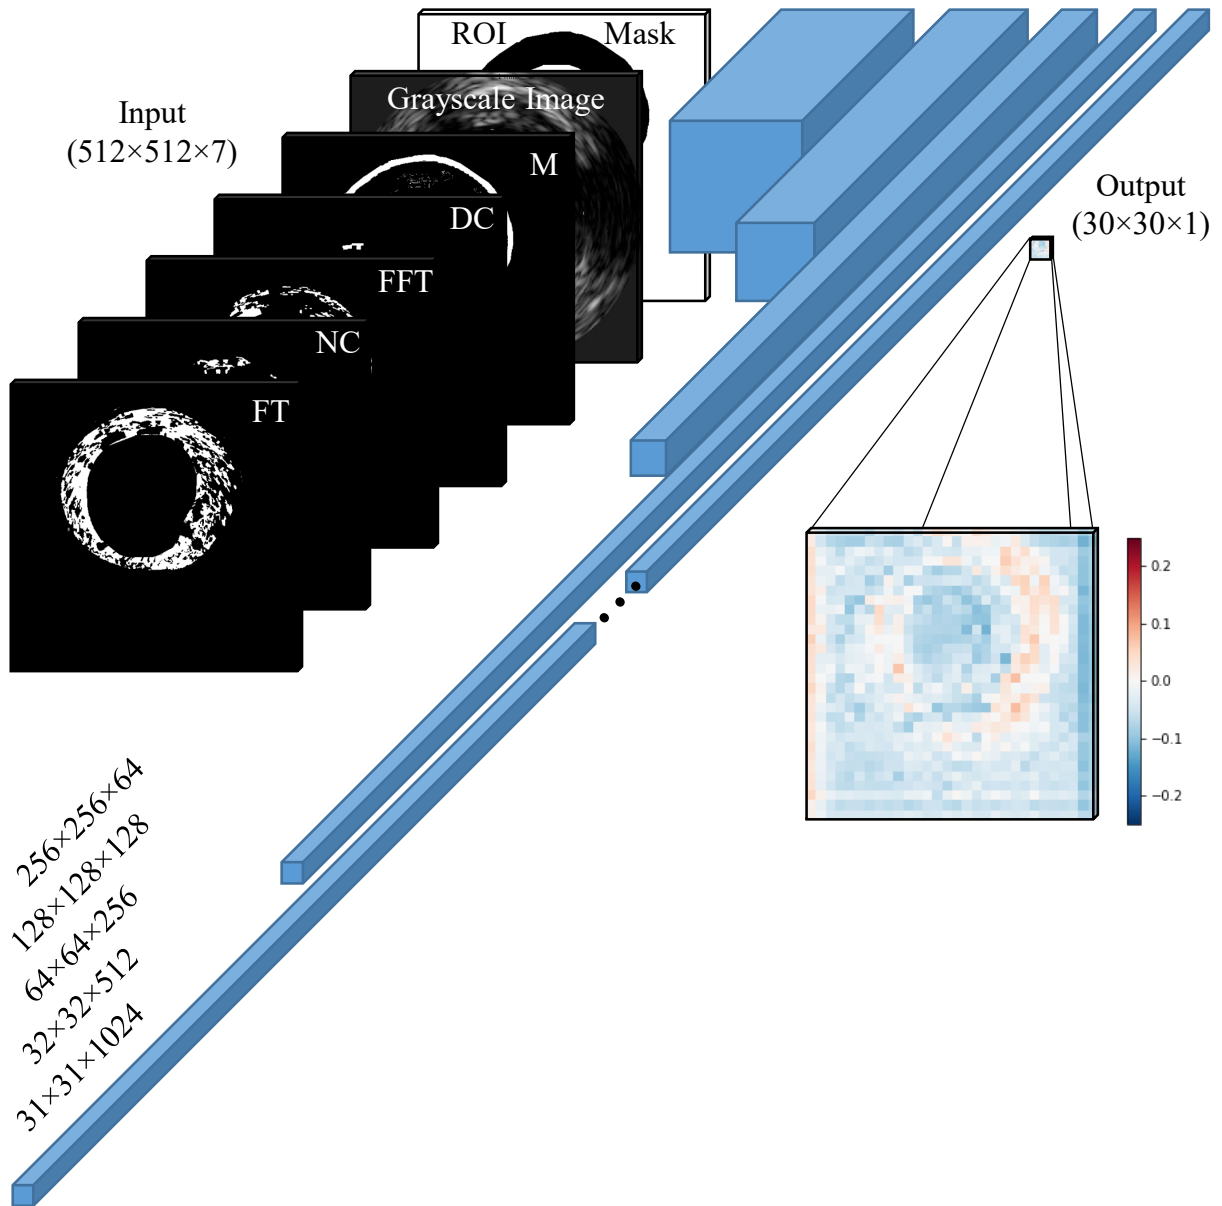 ROI Mask
Grayscale Image
Input
(512×512×7)
M
DC
FFT
NC
FT
Output
(30×30×1)
0.2
0.1
0.0
−0.1
−0.2
256×256×64
128×128×128
64×64×256
32×32×512
31×31×1024